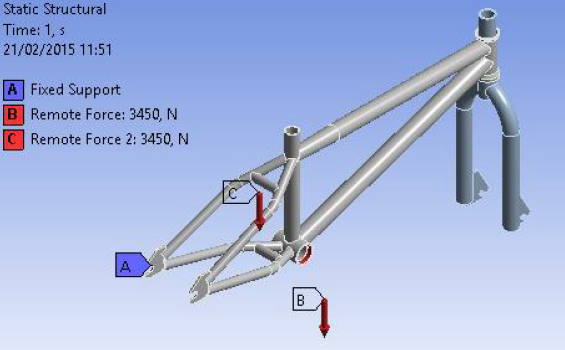 Static Structural
Time: 1, s
21/02/2015 11:51
A Fixed Support
B Remote Force: 3450, N
C Remote Force 2: 3450, N
C
A
B